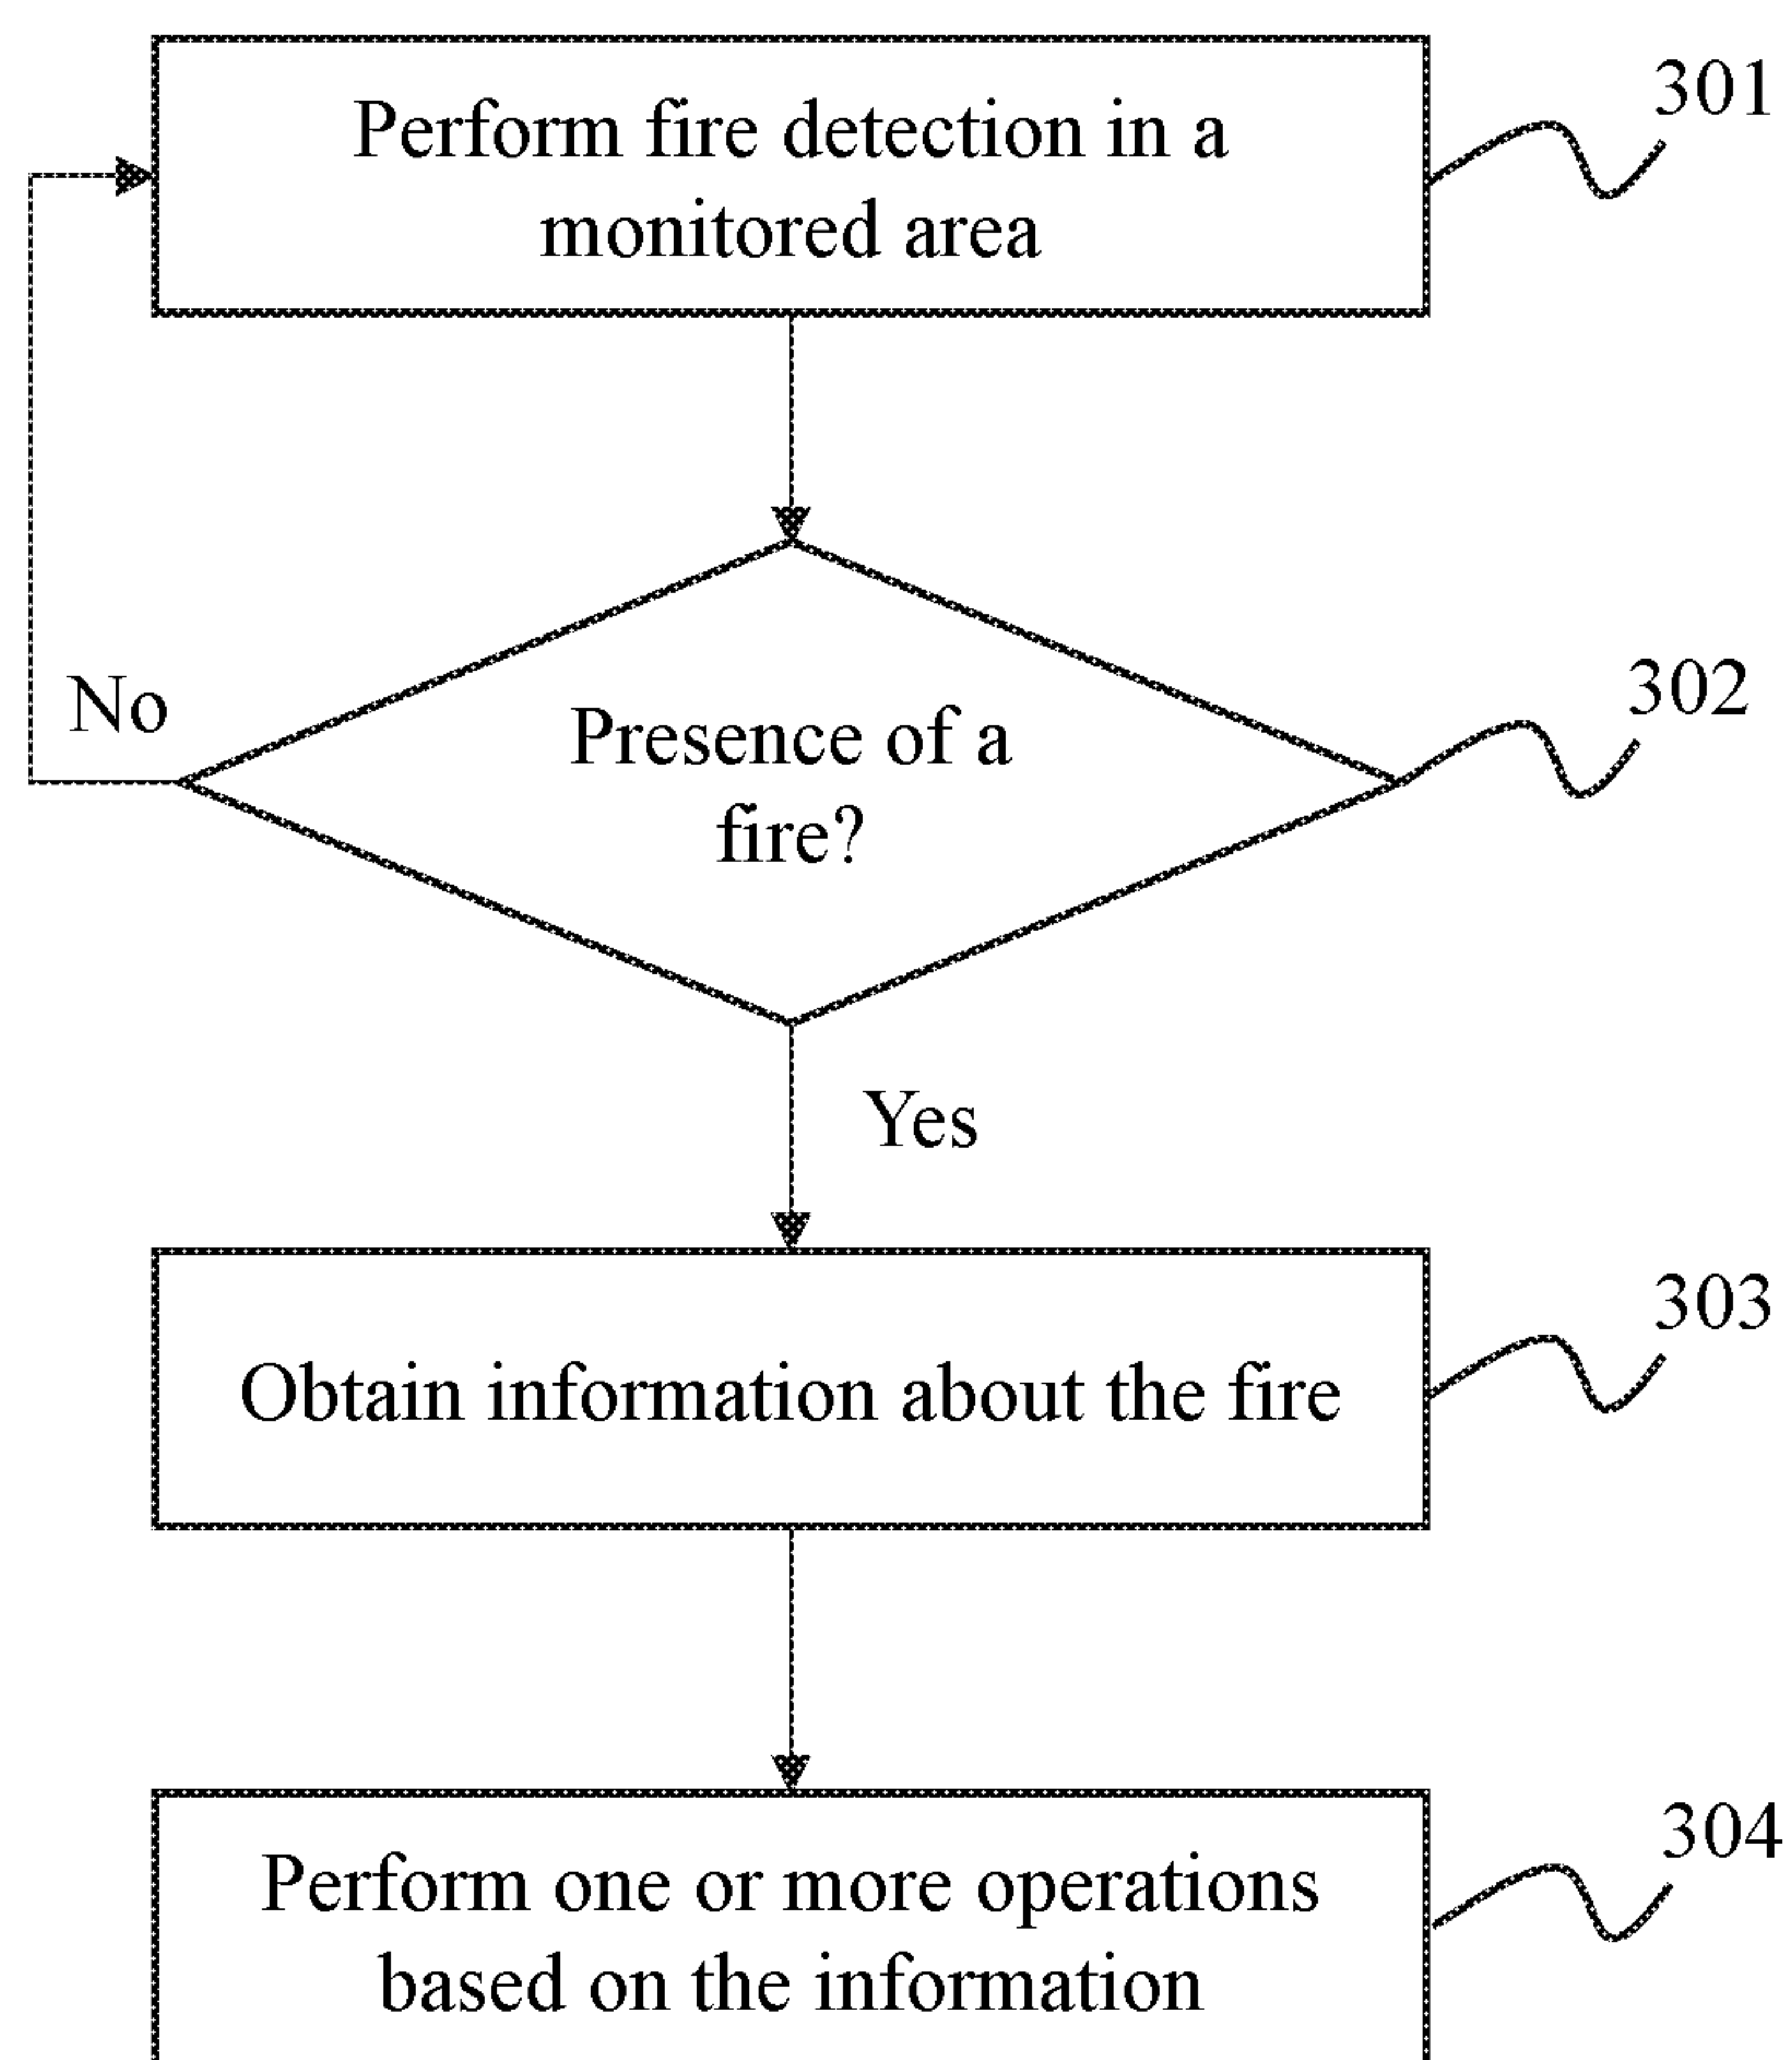 Perform fire detection in a
monitored area
301
No
Presence of a
fire?
302
Yes
Obtain information about the fire
303
Perform one or more operations
based on the information
304